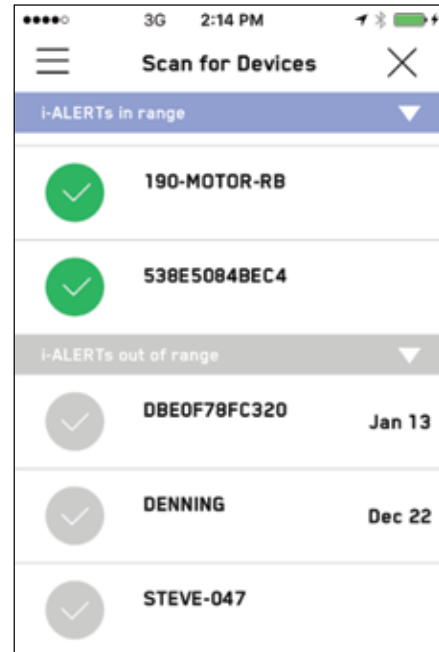 3G 2:14 PM
Scan for Devices
i-ALERTs in range
190-MOTOR-RB
538E5084BEC4
i-ALERTs out of range
DBE0F78FC320 Jan 13
DENNING Dec 22
STEVE-047